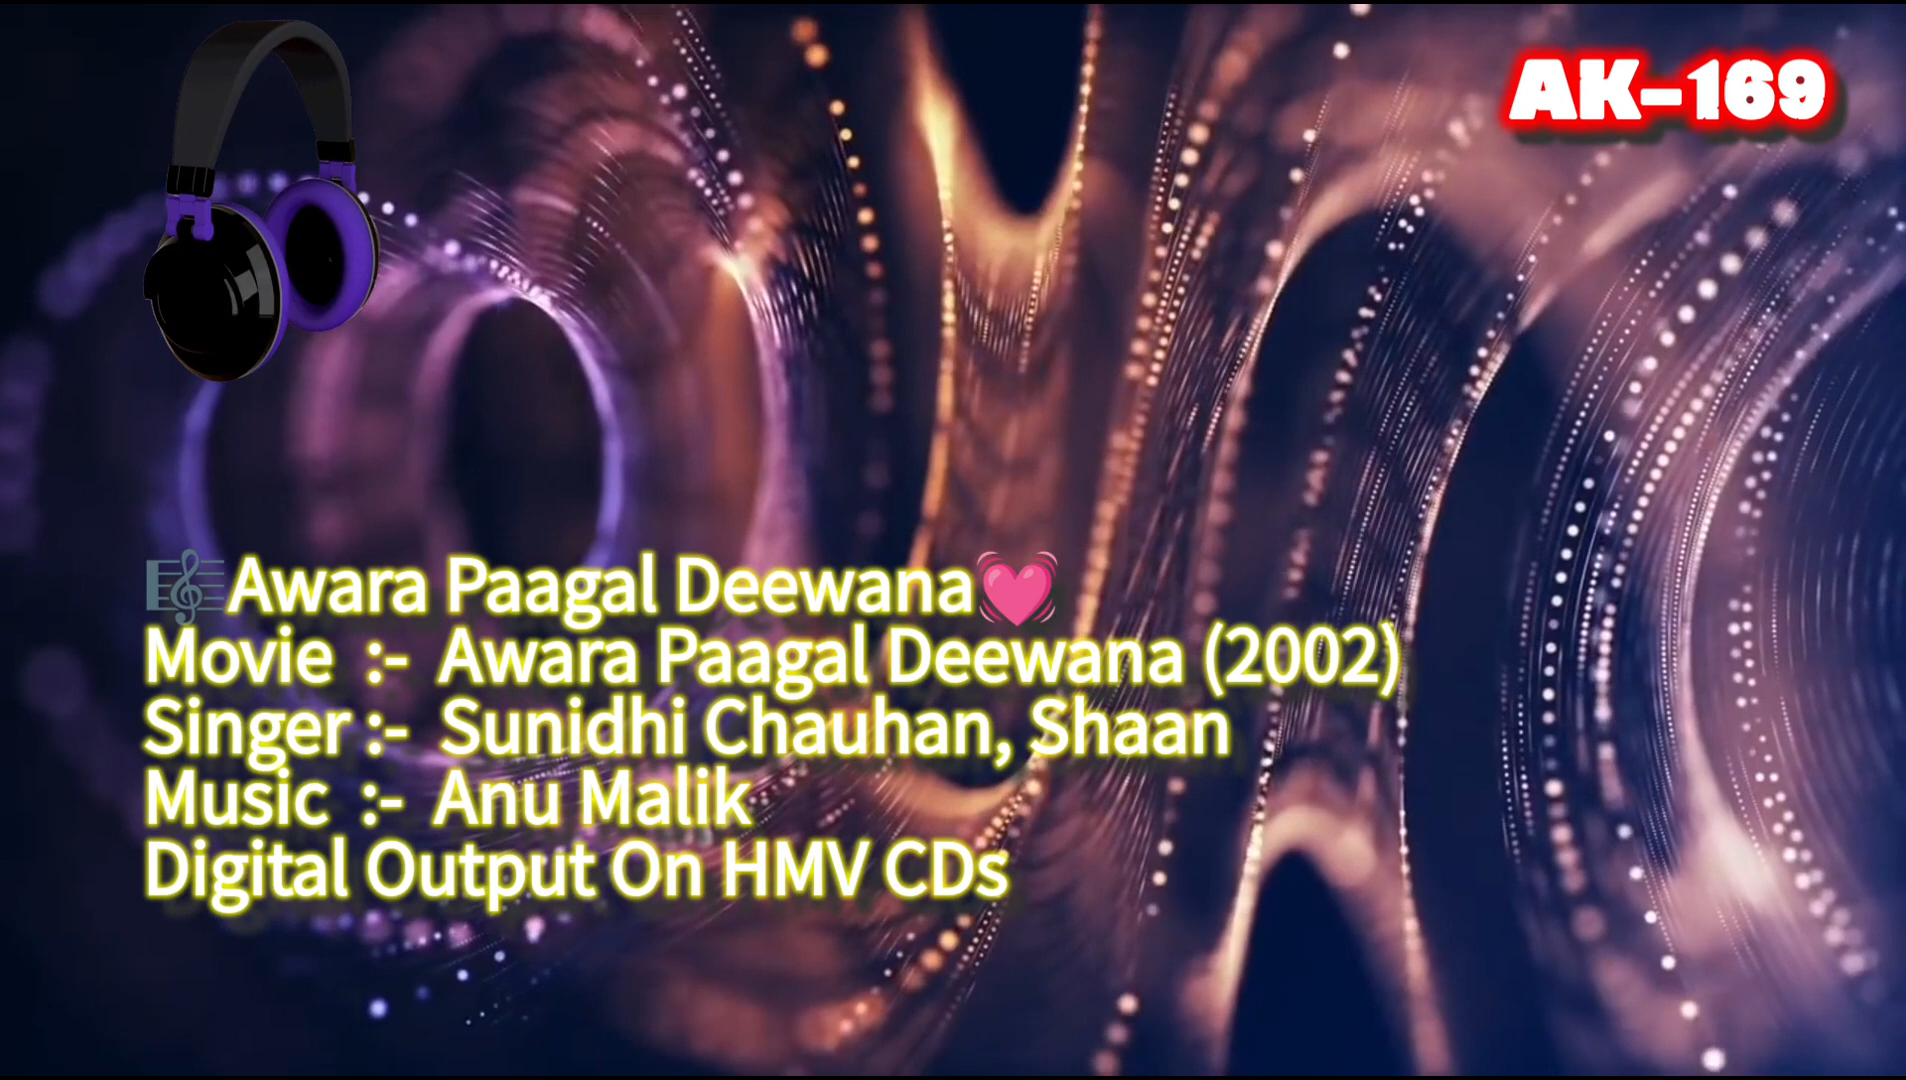 AK-169
🎼Awara Paagal Deewana💓
Movie :- Awara Paagal Deewana (2002)
Singer :- Sunidhi Chauhan, Shaan
Music :- Anu Malik
Digital Output On HMV CDs